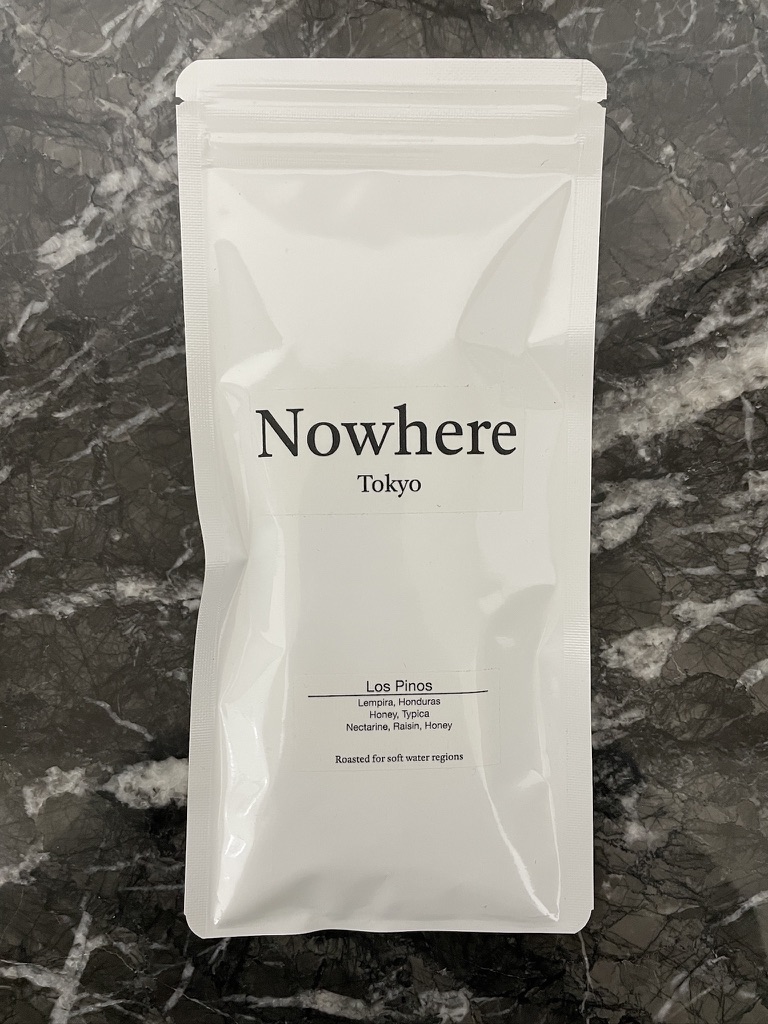 Nowhere
Tokyo
Los Pinos
Lempira, Honduras
Honey, Typica
Nectarine, Raisin, Honey
Roasted for soft water regions